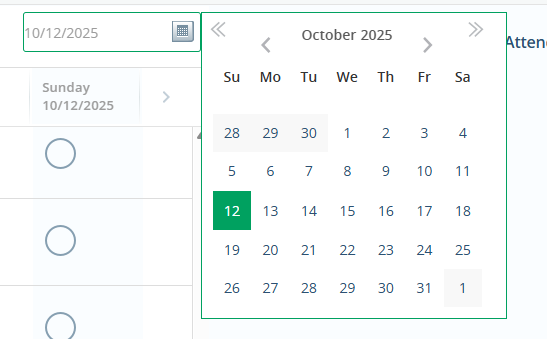 10/12/2025
Sunday
10/12/2025
October 2025
Su Mo Tu We Th Fr Sa
28 29 30 1 2 3 4
5 6 7 8 9 10 11
12 13 14 15 16 17 18
19 20 21 22 23 24 25
26 27 28 29 30 31 1
Atten